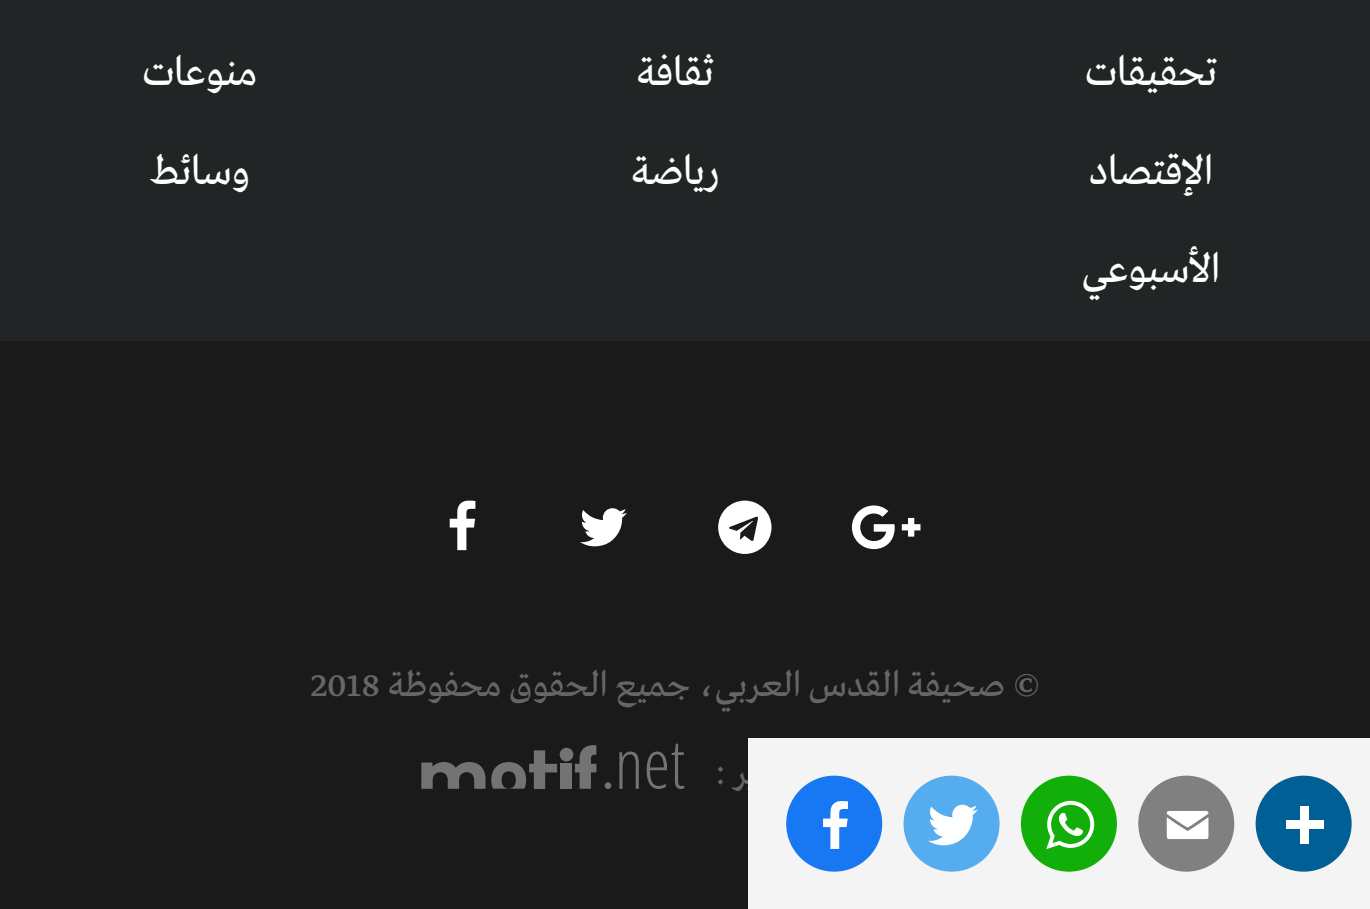 تحقيقات ثقافة منوعات
الإقتصاد رياضة وسائط
الأسبوعي
© صحيفة القدس العربي، جميع الحقوق محفوظة 2018
: motif.net